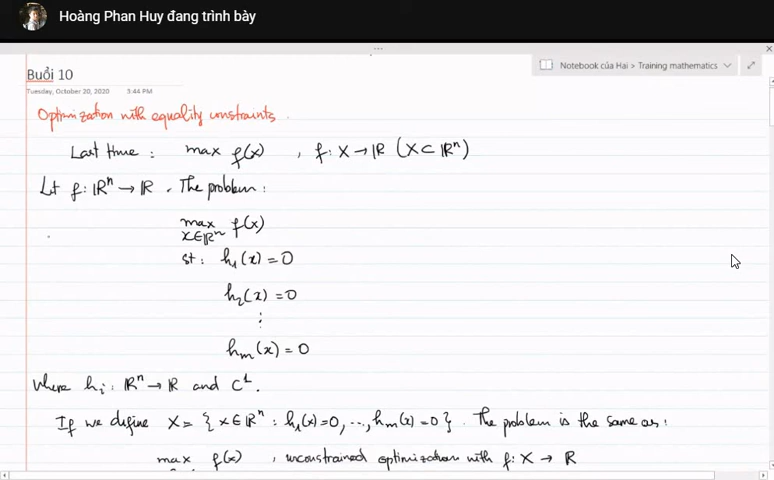 Hoàng Phan Huy đang trình bày
Notebook của Hai > Training mathematics
Buổi 10
Tuesday, October 20, 2020 3:44 PM
Optimization with equality constraints.
Last time : max f(x) , f: X → ℝ (X ⊂ ℝⁿ)
Let f: ℝⁿ → ℝ. The problem:
max f(x)
x∈ℝⁿ
st: h₁(x) = 0
h₂(x) = 0
⋮
hₘ(x) = 0
Where hᵢ: ℝⁿ → ℝ and C¹.
If we define X = { x ∈ ℝⁿ : h₁(x)=0, ..., hₘ(x)=0 }. The problem is the same as:
max f(x) , unconstrained optimization with f: X → ℝ